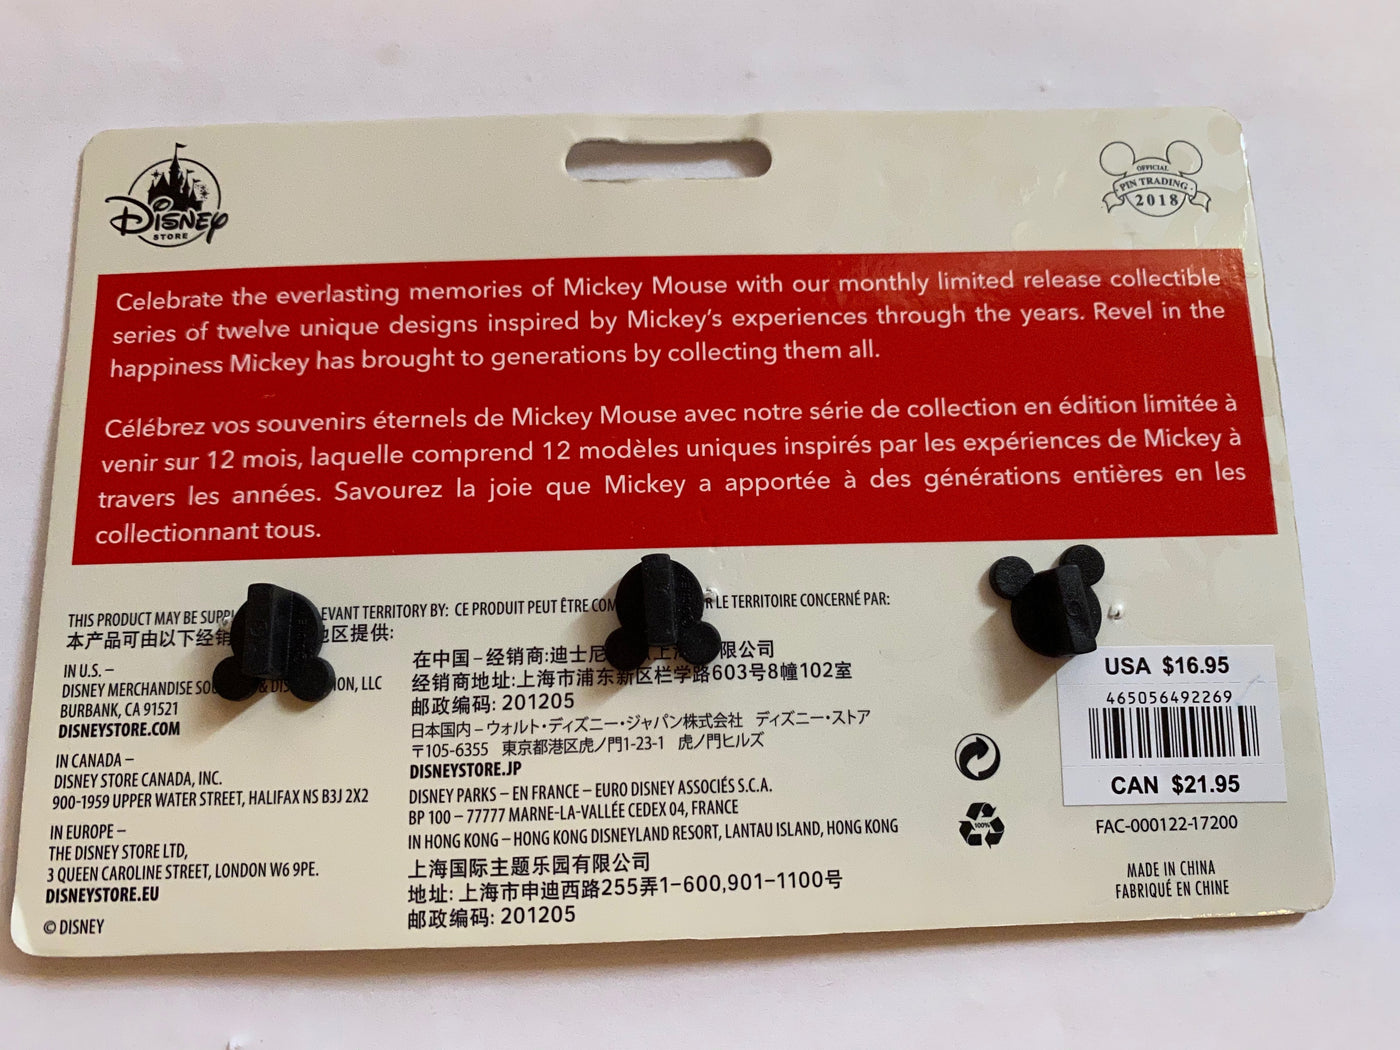 Disney
STORE
OFFICIAL
PIN TRADING
2018
Celebrate the everlasting memories of Mickey Mouse with our monthly limited release collectible
series of twelve unique designs inspired by Mickey's experiences through the years. Revel in the
happiness Mickey has brought to generations by collecting them all.
Célébrez vos souvenirs éternels de Mickey Mouse avec notre série de collection en édition limitée à
venir sur 12 mois, laquelle comprend 12 modèles uniques inspirés par les expériences de Mickey à
travers les années. Savourez la joie que Mickey a apportée à des générations entières en les
collectionnant tous.
THIS PRODUCT MAY BE TERRITORY BY: CE PRODUIT PEUT ÊTRE LE TERRITOIRE CONCERNÉ PAR:
本产品可由以下经销 地区提供:
IN U.S. –
DISNEY MERCHANDISE LLC
BURBANK, CA 91521
DISNEYSTORE.COM
IN CANADA –
DISNEY STORE CANADA, INC.
900-1959 UPPER WATER STREET, HALIFAX NS B3J 2X2
IN EUROPE –
THE DISNEY STORE LTD,
3 QUEEN CAROLINE STREET, LONDON W6 9PE.
DISNEYSTORE.EU
© DISNEY
在中国–经销商:迪士尼 上 有限公司
经销商地址:上海市浦东新区栏学路603号8幢102室
邮政编码: 201205
日本国内–ウォルト・ディズニー・ジャパン株式会社 ディズニー・ストア
〒105-6355 東京都港区虎ノ門1-23-1 虎ノ門ヒルズ
DISNEYSTORE.JP
DISNEY PARKS – EN FRANCE – EURO DISNEY ASSOCIÉS S.C.A.
BP 100 – 77777 MARNE-LA-VALLÉE CEDEX 04, FRANCE
IN HONG KONG – HONG KONG DISNEYLAND RESORT, LANTAU ISLAND, HONG KONG
上海国际主题乐园有限公司
地址: 上海市申迪西路255弄1-600,901-1100号
邮政编码: 201205
100%
USA $16.95
465056492269
CAN $21.95
FAC-000122-17200
MADE IN CHINA
FABRIQUÉ EN CHINE